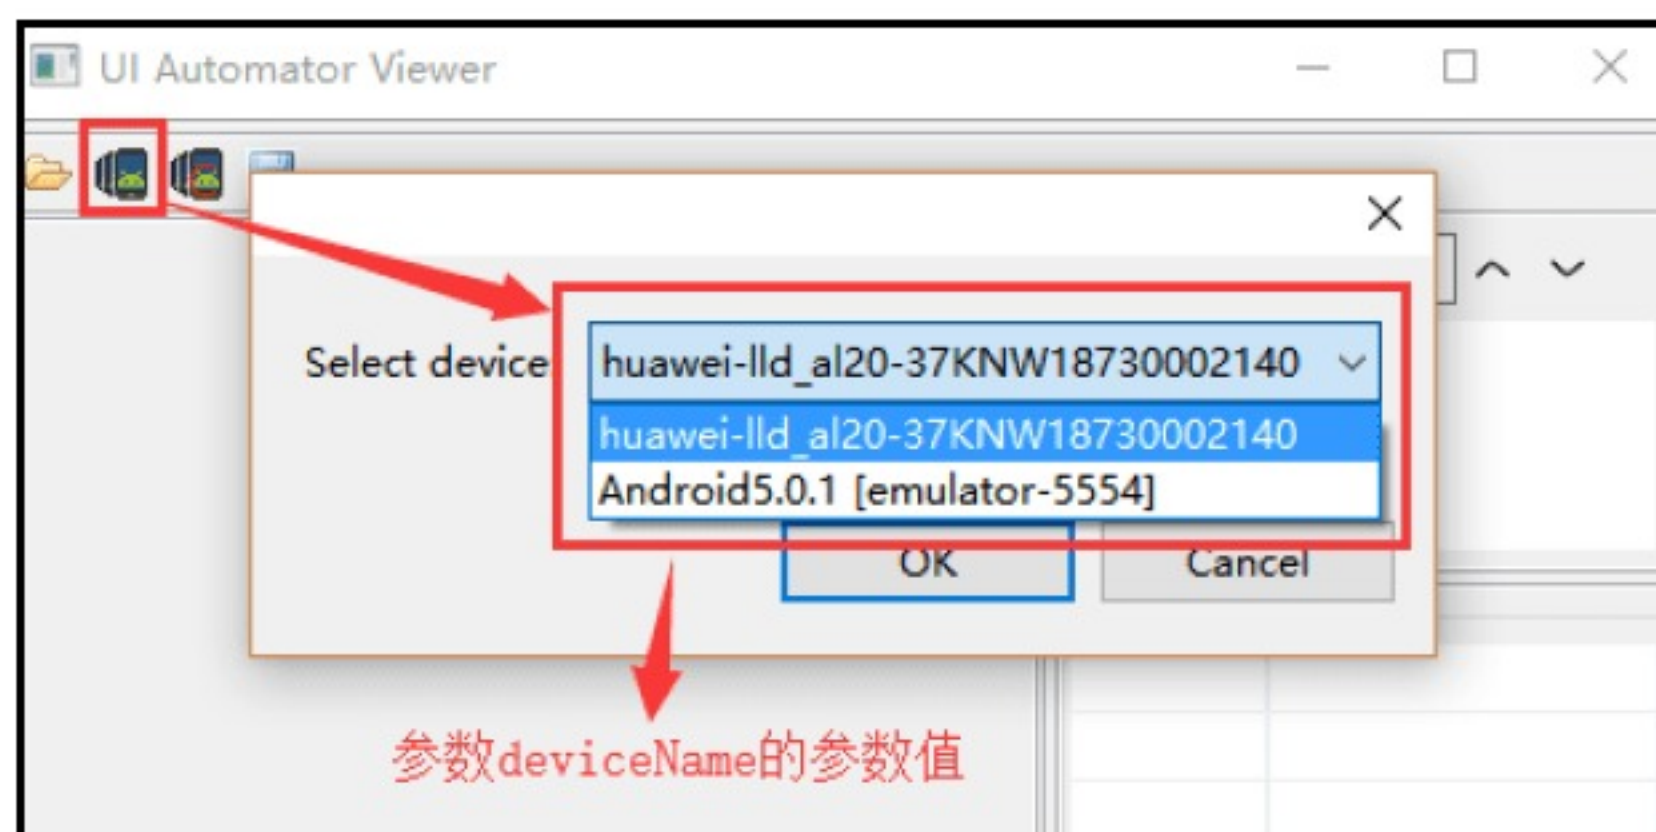 UI Automator Viewer
Select device
huawei-lld_al20-37KNW18730002140
huawei-lld_al20-37KNW18730002140
Android5.0.1 [emulator-5554]
OK
Cancel
参数deviceName的参数值